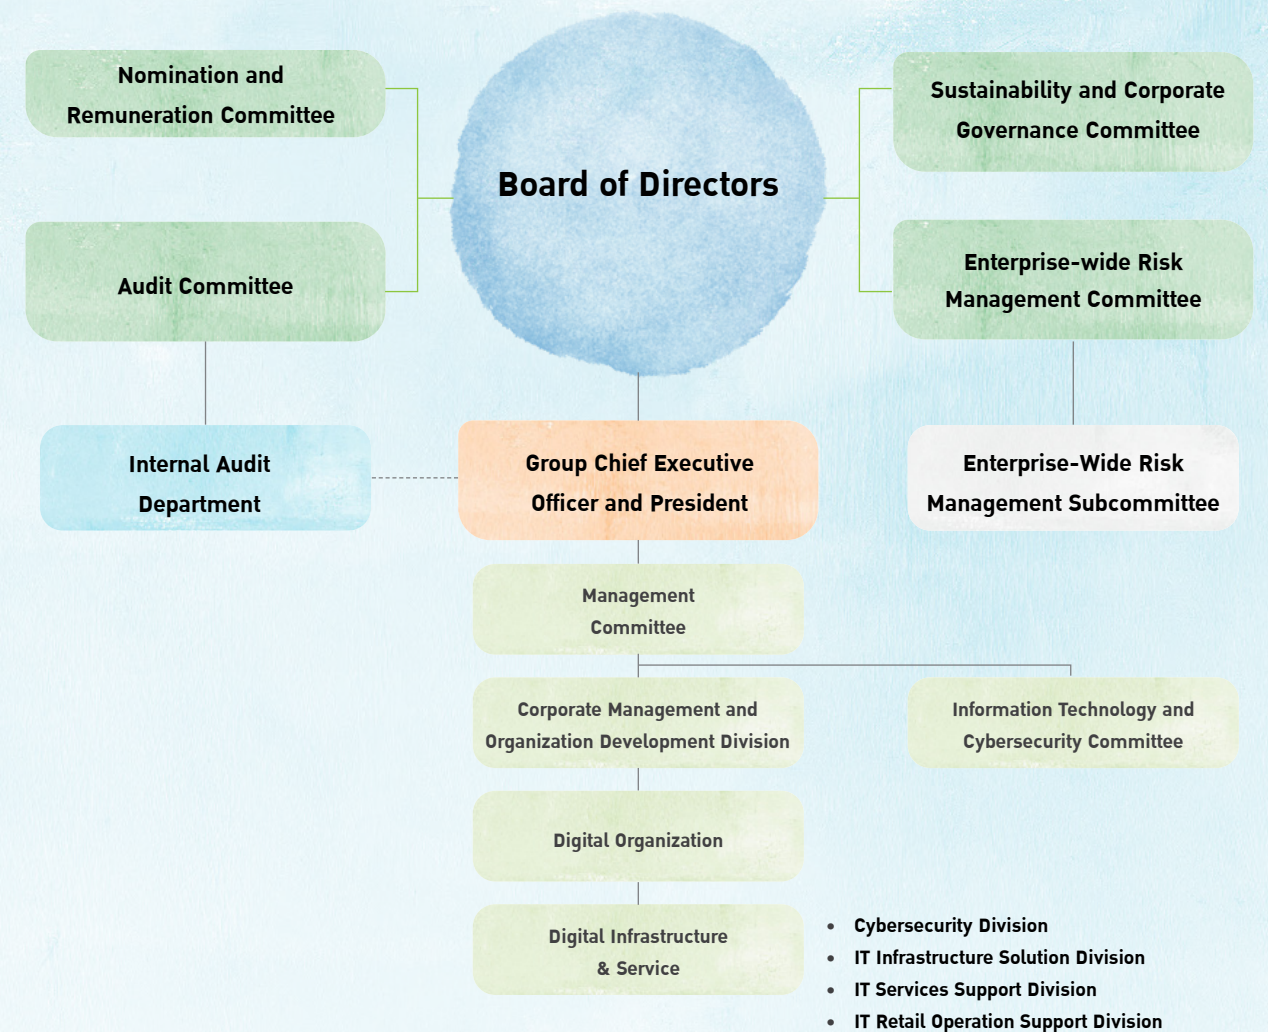 Nomination and
Remuneration Committee
Sustainability and Corporate
Governance Committee
Board of Directors
Audit Committee
Enterprise-wide Risk
Management Committee
Internal Audit
Department
Group Chief Executive
Officer and President
Enterprise-Wide Risk
Management Subcommittee
Management
Committee
Corporate Management and
Organization Development Division
Information Technology and
Cybersecurity Committee
Digital Organization
Digital Infrastructure
& Service
• Cybersecurity Division
• IT Infrastructure Solution Division
• IT Services Support Division
• IT Retail Operation Support Division